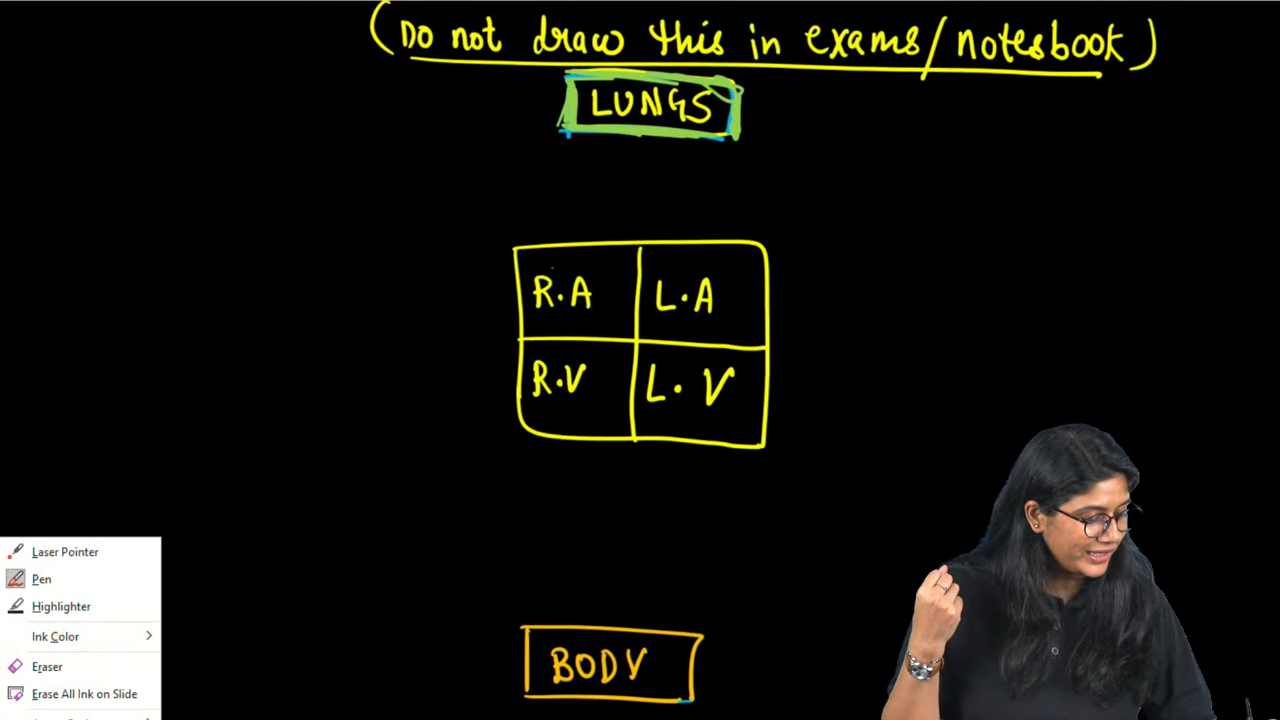 (Do not draw this in exams/notesbook)
LUNGS
R.A L.A
R.V L.V
BODY
Laser Pointer
Pen
Highlighter
Ink Color
Eraser
Erase All Ink on Slide